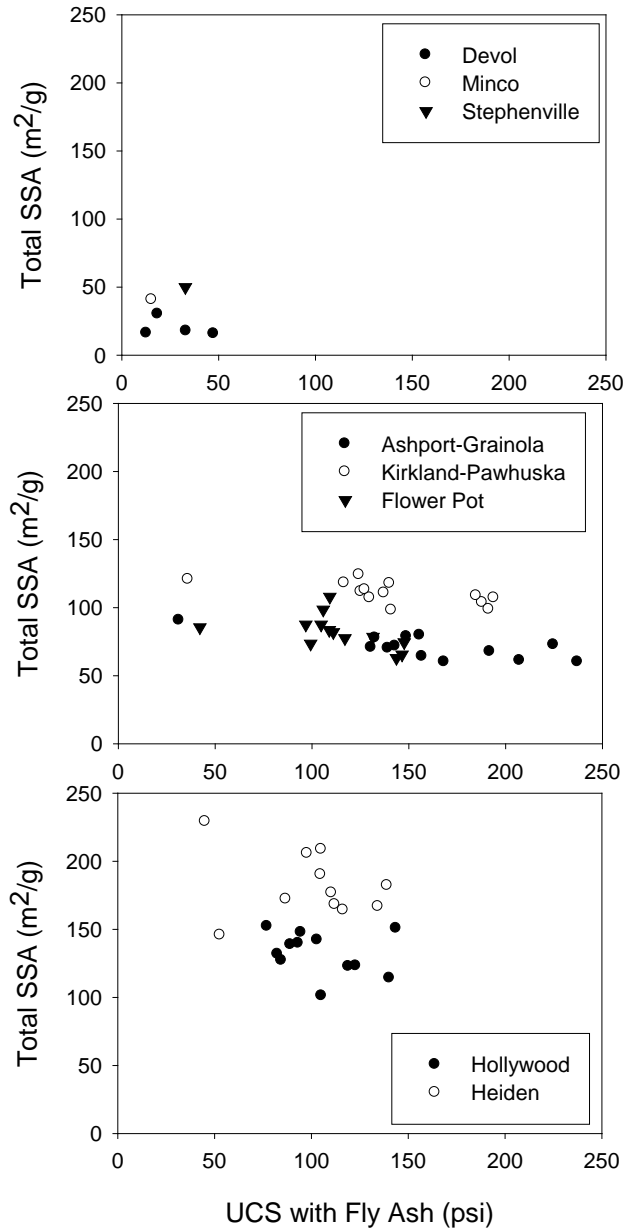 250
200
150
100
50
0
Total SSA (m2/g)
Devol
Minco
Stephenville
0 50 100 150 200 250
250
200
150
100
50
0
Total SSA (m2/g)
Ashport-Grainola
Kirkland-Pawhuska
Flower Pot
0 50 100 150 200 250
250
200
150
100
50
0
Total SSA (m2/g)
Hollywood
Heiden
0 50 100 150 200 250
UCS with Fly Ash (psi)